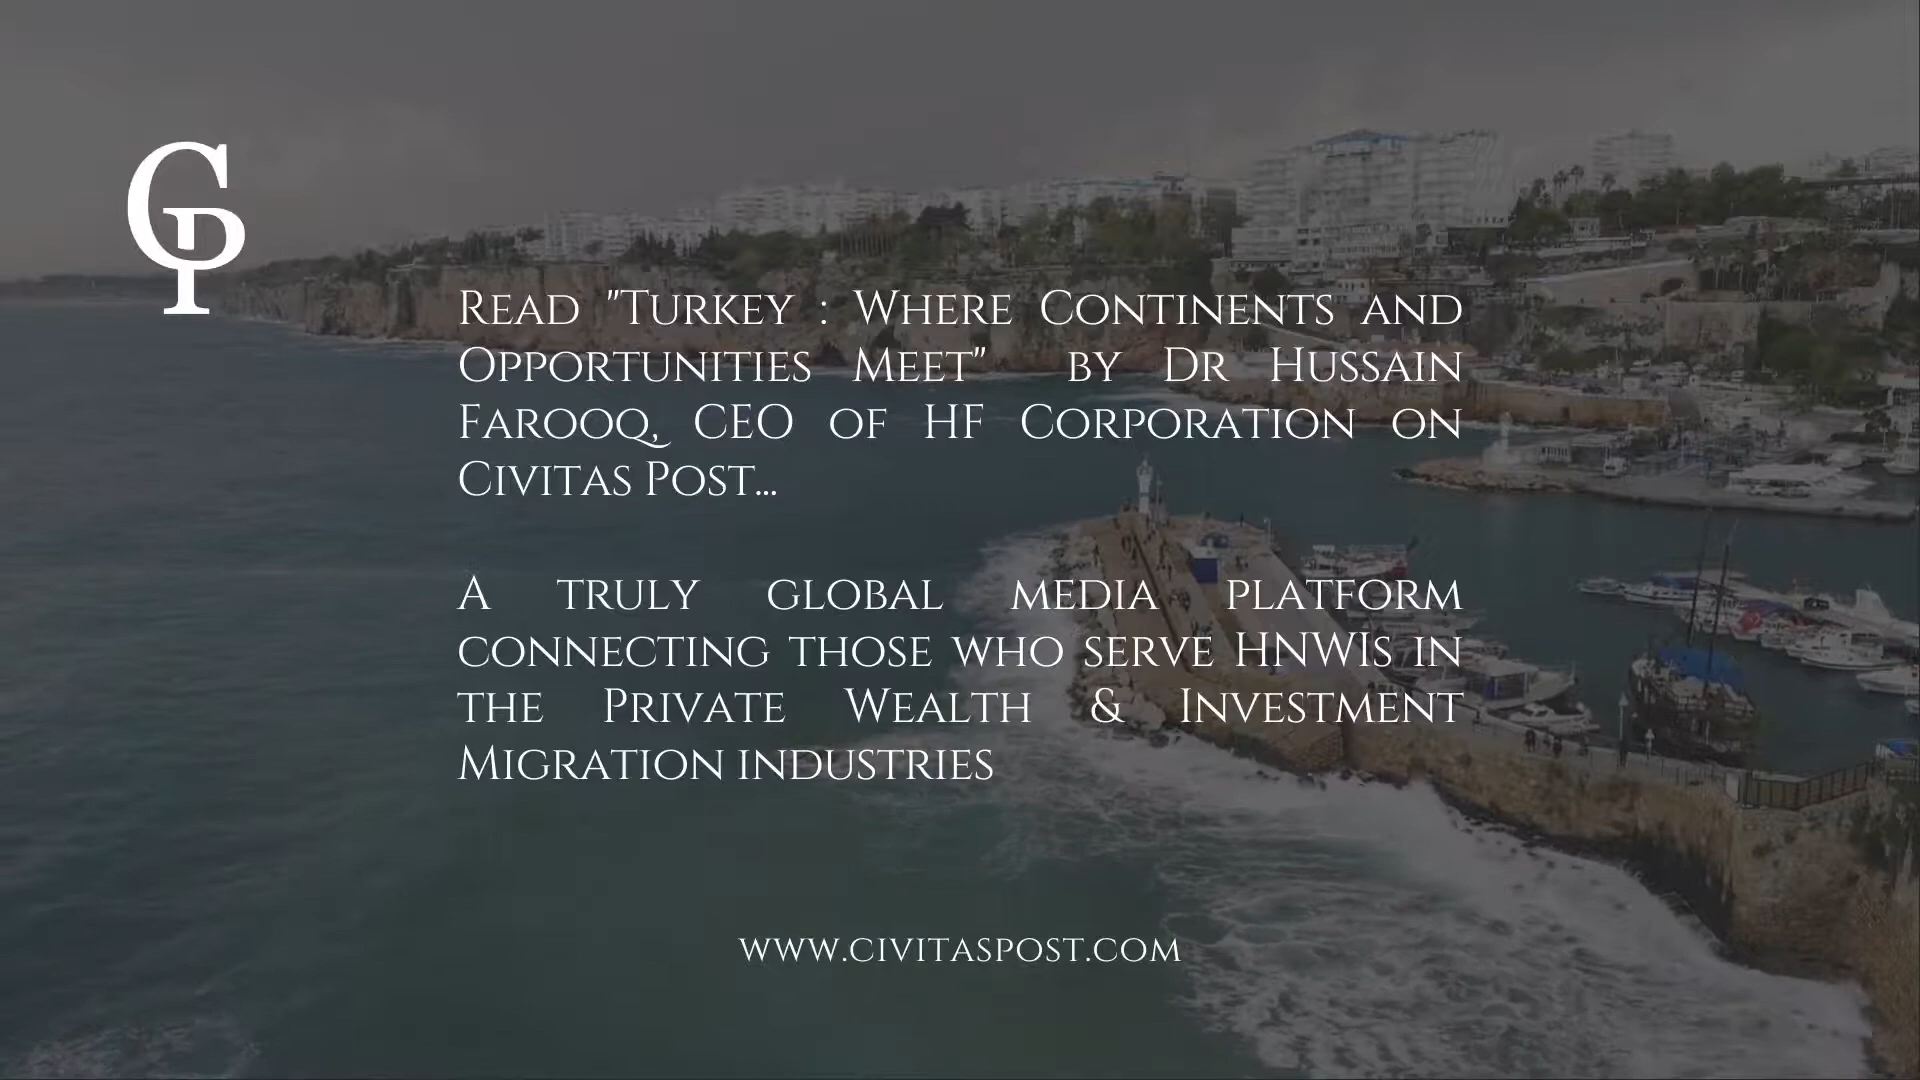 CP
Read "Turkey : Where Continents and
Opportunities Meet" by Dr Hussain
Farooq, CEO of HF Corporation on
Civitas Post...
A truly global media platform
connecting those who serve HNWIs in
the Private Wealth & Investment
Migration industries
www.civitaspost.com